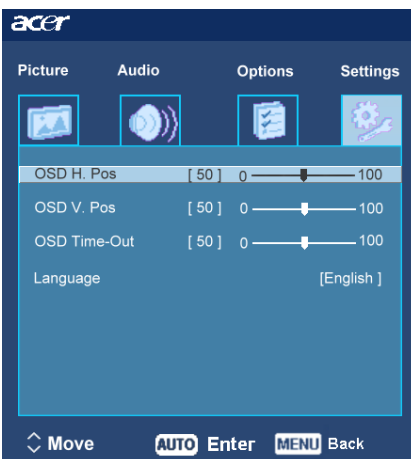 acer
Picture Audio Options Settings
OSD H. Pos [ 50 ] 0 100
OSD V. Pos [ 50 ] 0 100
OSD Time-Out [ 50 ] 0 100
Language [English ]
Move AUTO Enter MENU Back